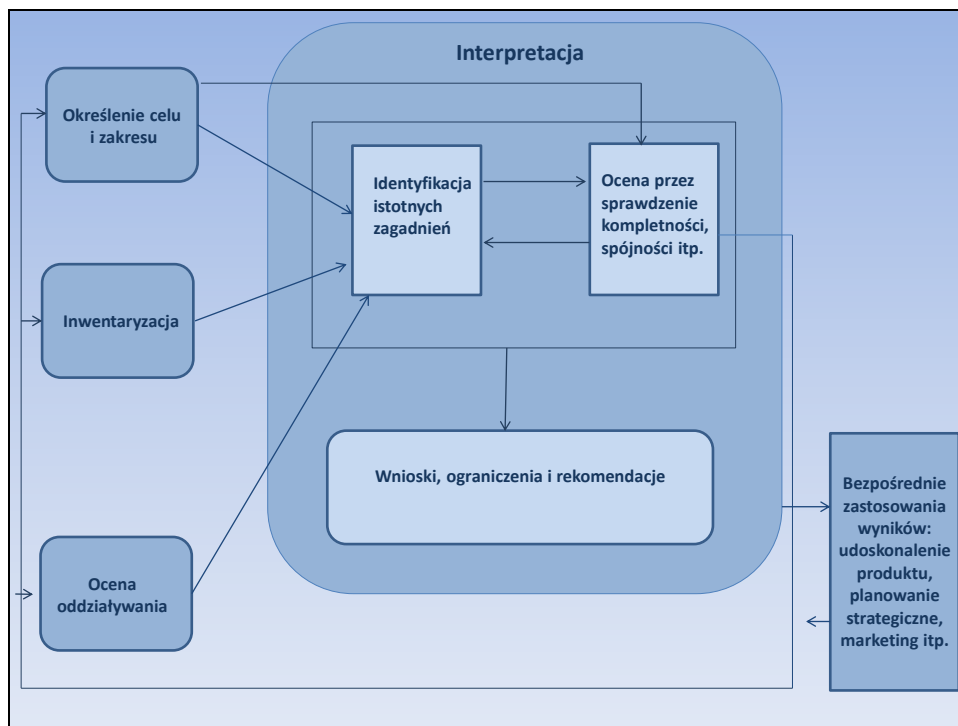 Interpretacja
Określenie celu
i zakresu
Identyfikacja
istotnych
zagadnień
Ocena przez
sprawdzenie
kompletności,
spójności itp.
Inwentaryzacja
Wnioski, ograniczenia i rekomendacje
Ocena
oddziaływania
Bezpośrednie
zastosowania
wyników:
udoskonalenie
produktu,
planowanie
strategiczne,
marketing itp.